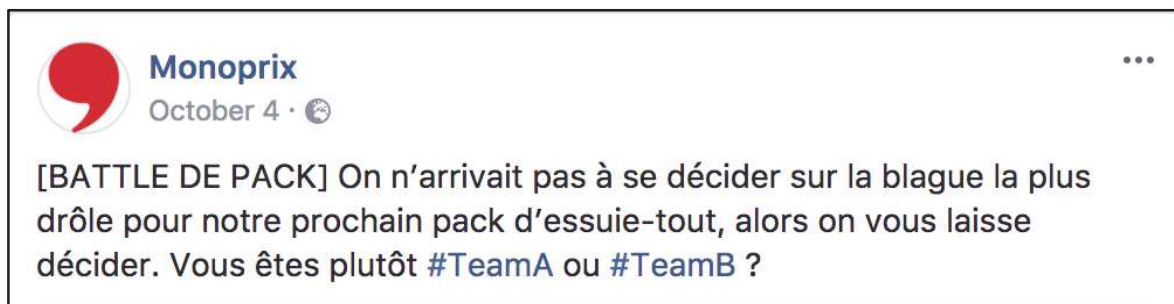 Monoprix
October 4 ·
[BATTLE DE PACK] On n’arrivait pas à se décider sur la blague la plus
drôle pour notre prochain pack d’essuie-tout, alors on vous laisse
décider. Vous êtes plutôt #TeamA ou #TeamB ?